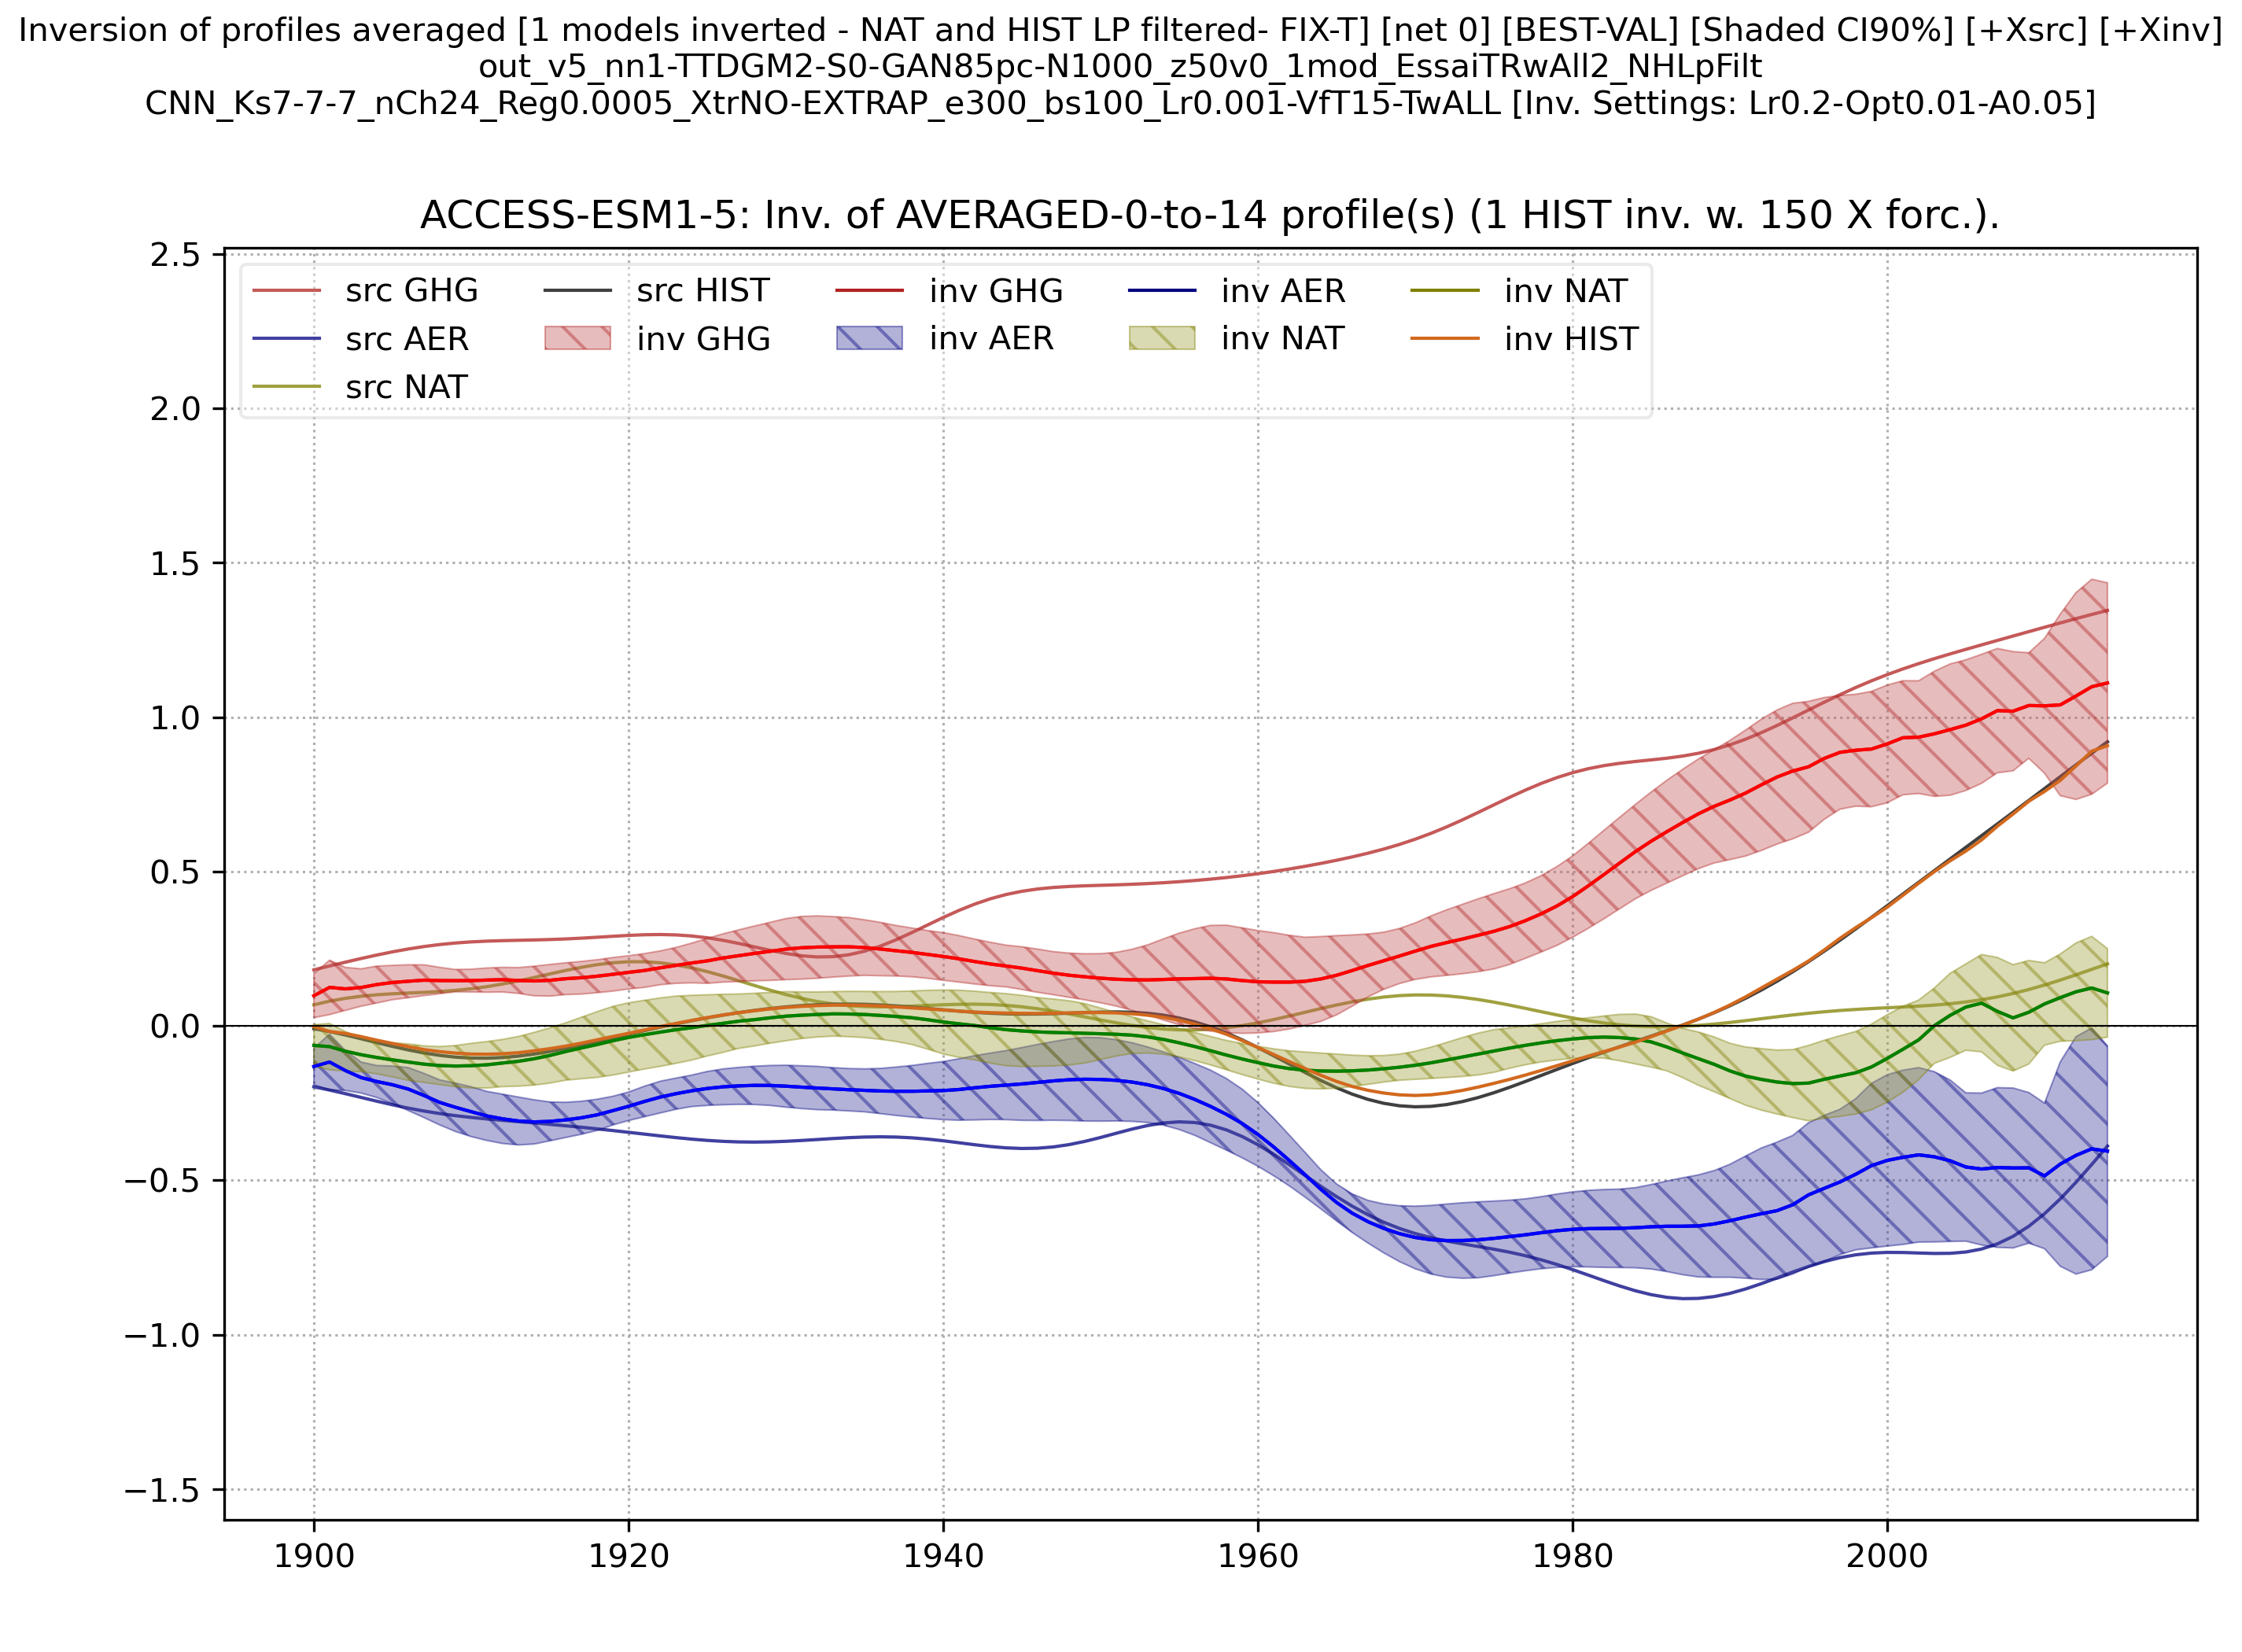 Inversion of profiles averaged [1 models inverted - NAT and HIST LP filtered- FIX-T] [net 0] [BEST-VAL] [Shaded CI90%] [+Xsrc] [+Xinv]
out_v5_nn1-TTDGM2-S0-GAN85pc-N1000_z50v0_1mod_EssaiTRwAll2_NHLpFilt
CNN_Ks7-7-7_nCh24_Reg0.0005_XtrNO-EXTRAP_e300_bs100_Lr0.001-VfT15-TwALL [Inv. Settings: Lr0.2-Opt0.01-A0.05]
ACCESS-ESM1-5: Inv. of AVERAGED-0-to-14 profile(s) (1 HIST inv. w. 150 X forc.).
src GHG src HIST inv GHG inv AER inv NAT
src AER inv GHG inv AER inv NAT inv HIST
src NAT
2.5
2.0
1.5
1.0
0.5
0.0
−0.5
−1.0
−1.5
1900 1920 1940 1960 1980 2000